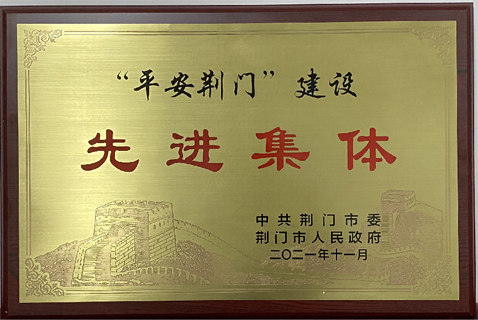 “平安荆门”建设
先进集体
中共荆门市委
荆门市人民政府
二〇二一年十一月